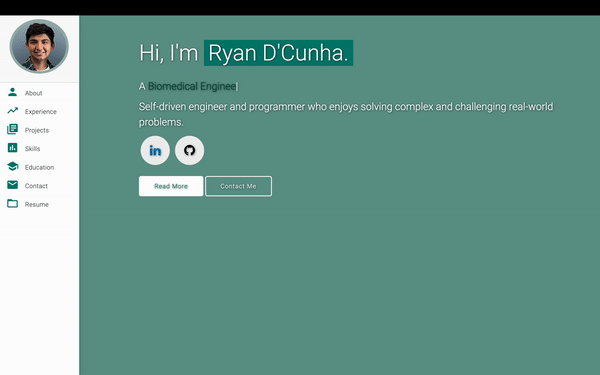 About
Experience
Projects
Skills
Education
Contact
Resume
Hi, I'm Ryan D'Cunha.
A Biomedical Enginee
Self-driven engineer and programmer who enjoys solving complex and challenging real-world
problems.
in
Read More
Contact Me